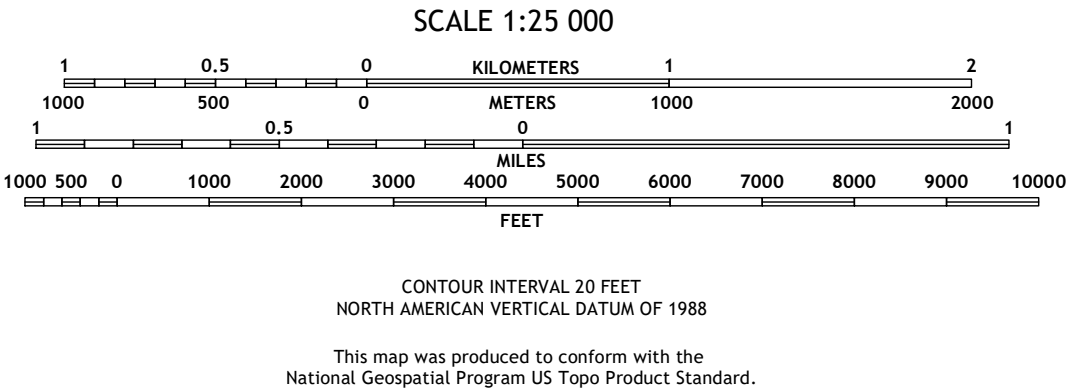 SCALE 1:25 000
1 0.5 0 KILOMETERS 1 2
1000 500 0 METERS 1000 2000
1 0.5 0 1
MILES
1000 500 0 1000 2000 3000 4000 5000 6000 7000 8000 9000 10000
FEET
CONTOUR INTERVAL 20 FEET
NORTH AMERICAN VERTICAL DATUM OF 1988
This map was produced to conform with the
National Geospatial Program US Topo Product Standard.